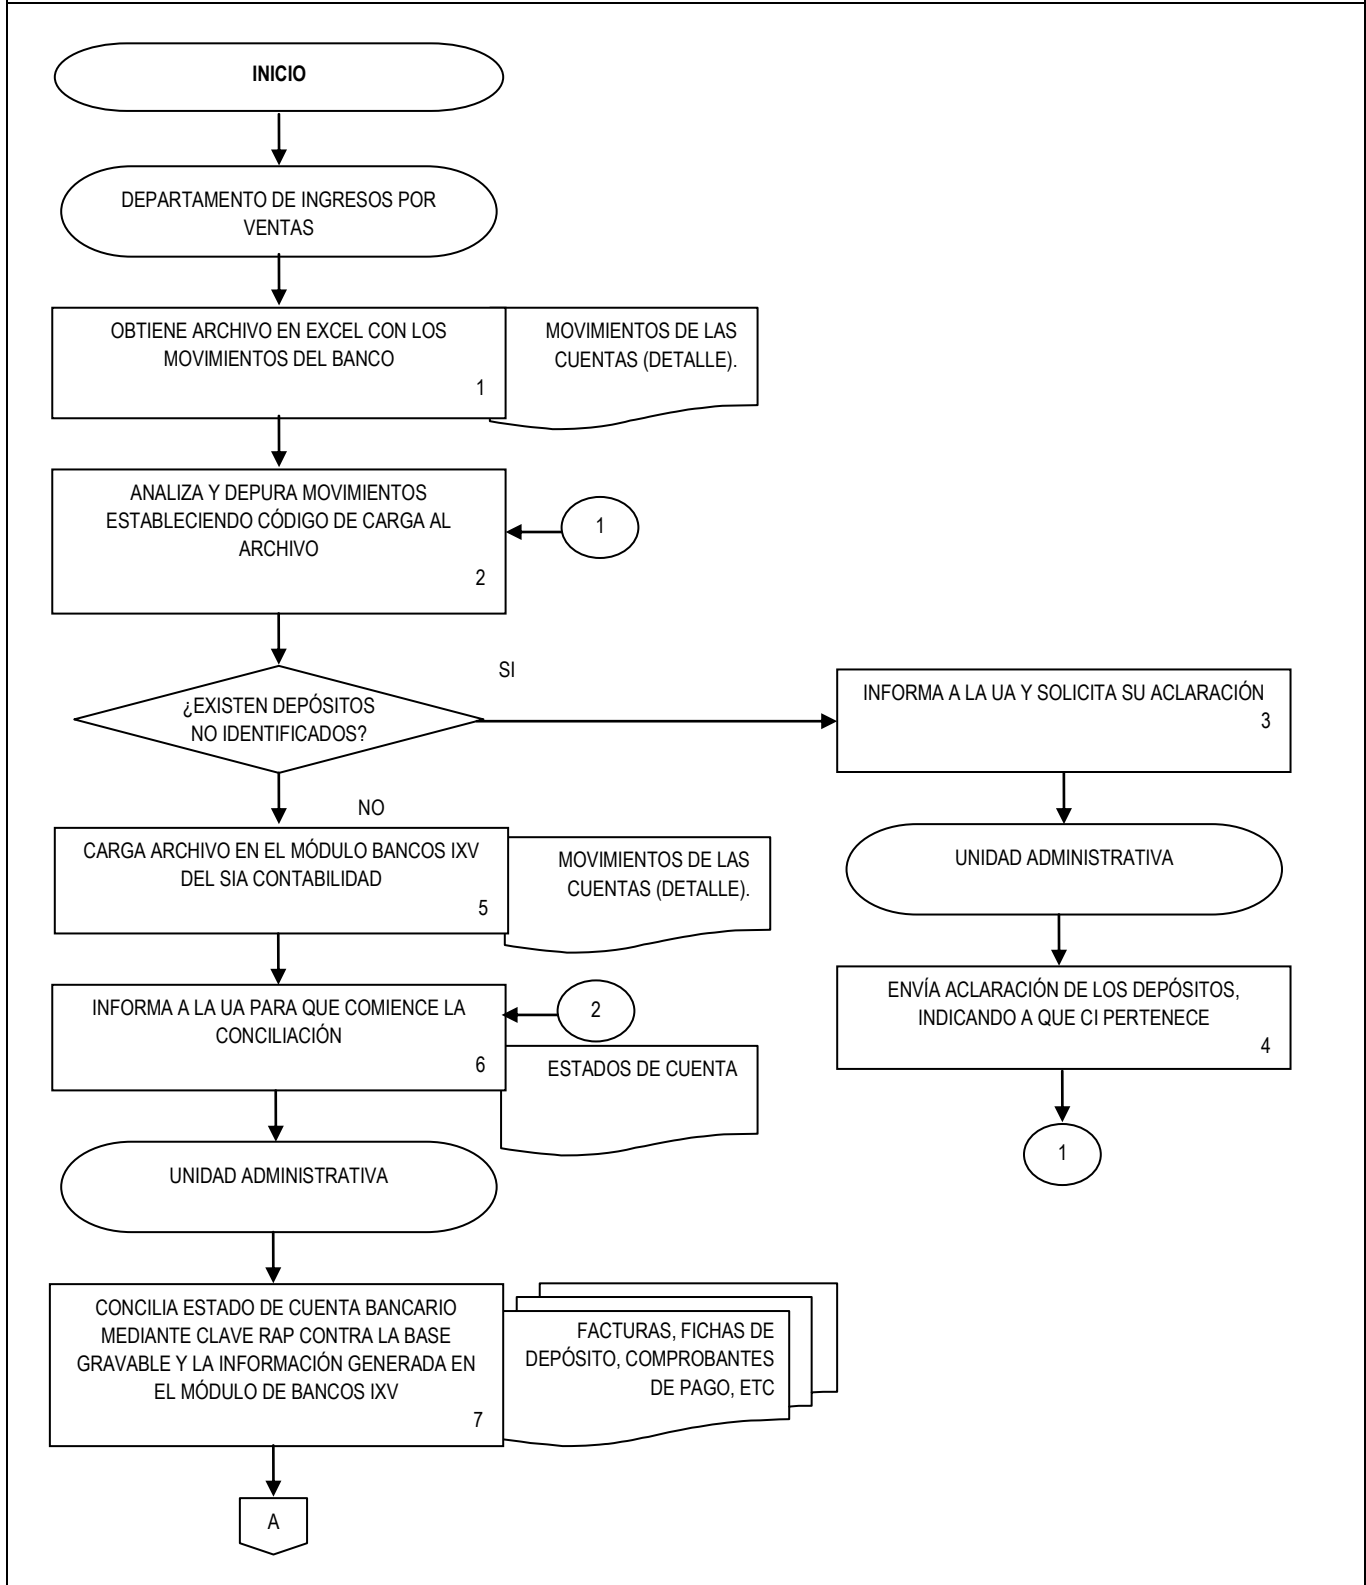 INICIO
DEPARTAMENTO DE INGRESOS POR
VENTAS
OBTIENE ARCHIVO EN EXCEL CON LOS
MOVIMIENTOS DEL BANCO
1
MOVIMIENTOS DE LAS
CUENTAS (DETALLE).
ANALIZA Y DEPURA MOVIMIENTOS
ESTABLECIENDO CÓDIGO DE CARGA AL
ARCHIVO
2
1
¿EXISTEN DEPÓSITOS
NO IDENTIFICADOS?
SI
INFORMA A LA UA Y SOLICITA SU ACLARACIÓN
3
UNIDAD ADMINISTRATIVA
ENVÍA ACLARACIÓN DE LOS DEPÓSITOS,
INDICANDO A QUE CI PERTENECE
4
1
NO
CARGA ARCHIVO EN EL MÓDULO BANCOS IXV
DEL SIA CONTABILIDAD
5
MOVIMIENTOS DE LAS
CUENTAS (DETALLE).
INFORMA A LA UA PARA QUE COMIENCE LA
CONCILIACIÓN
6
2
ESTADOS DE CUENTA
UNIDAD ADMINISTRATIVA
CONCILIA ESTADO DE CUENTA BANCARIO
MEDIANTE CLAVE RAP CONTRA LA BASE
GRAVABLE Y LA INFORMACIÓN GENERADA EN
EL MÓDULO DE BANCOS IXV
7
FACTURAS, FICHAS DE
DEPÓSITO, COMPROBANTES
DE PAGO, ETC
A